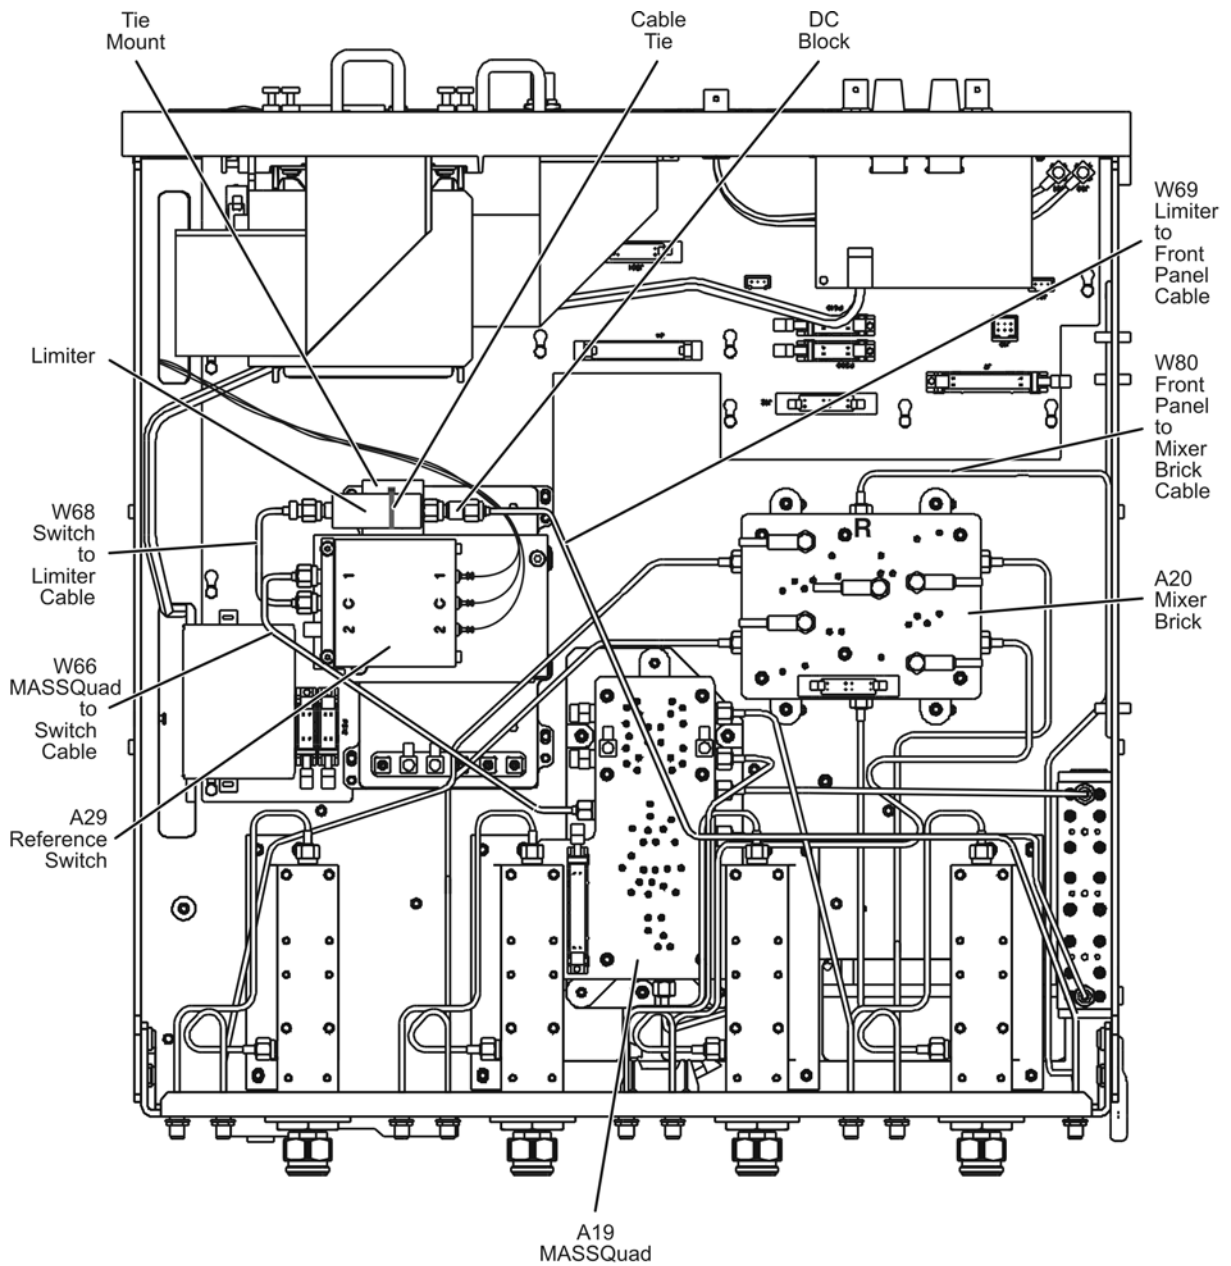 Tie
Mount
Cable
Tie
DC
Block
W69
Limiter
to
Front
Panel
Cable
Limiter
W80
Front
Panel
to
Mixer
Brick
Cable
W68
Switch
to
Limiter
Cable
R
1
1
C
C
2
2
A20
Mixer
Brick
W66
MASSQuad
to
Switch
Cable
A29
Reference
Switch
A19
MASSQuad